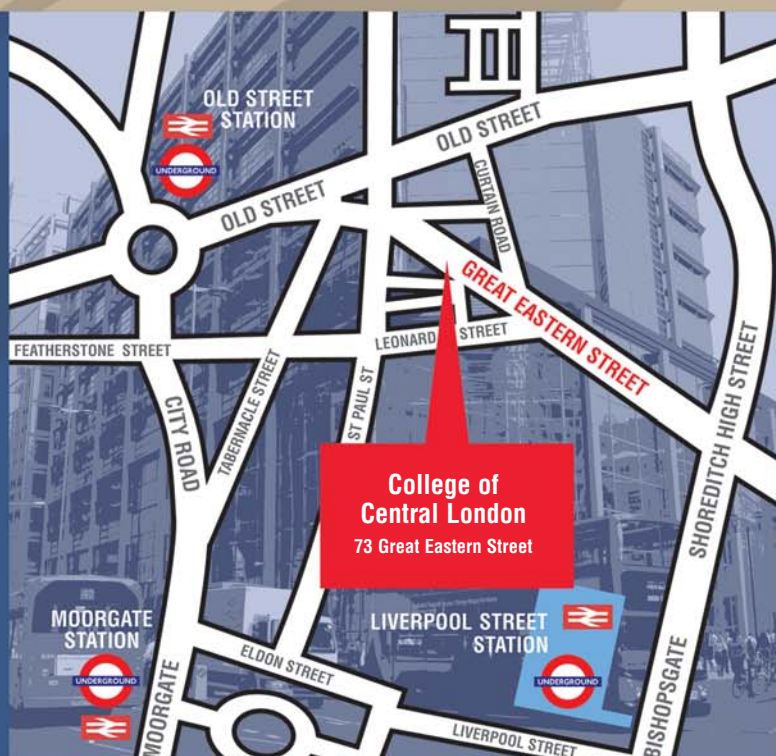 OLD STREET
STATION
UNDERGROUND
OLD STREET
OLD STREET
CURTAIN ROAD
GREAT EASTERN STREET
FEATHERSTONE STREET
LEONARD STREET
CITY ROAD
TABERNACLE STREET
ST PAUL ST
SHOREDITCH HIGH STREET
College of
Central London
73 Great Eastern Street
MOORGATE
STATION
UNDERGROUND
MOORGATE
ELDON STREET
LIVERPOOL STREET
STATION
UNDERGROUND
LIVERPOOL STREET
BISHOPSGATE